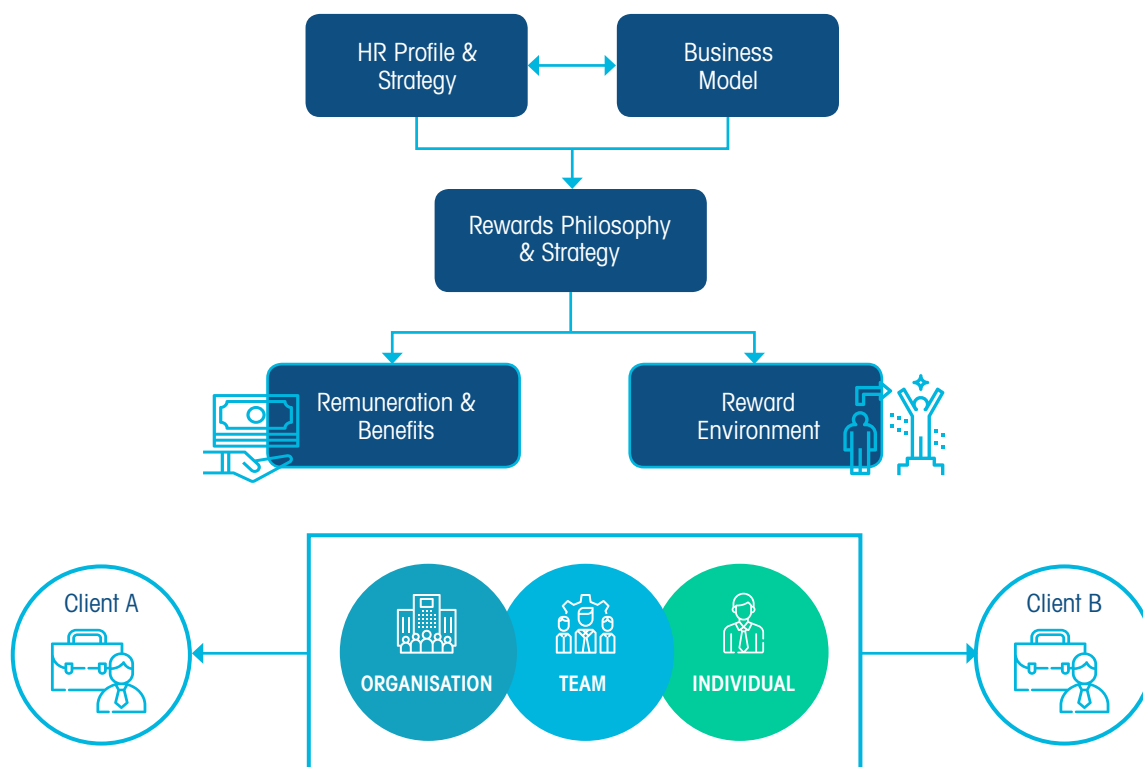 HR Profile &
Strategy
Business
Model
Rewards Philosophy
& Strategy
Remuneration &
Benefits
Reward
Environment
Client A
ORGANISATION
TEAM
INDIVIDUAL
Client B